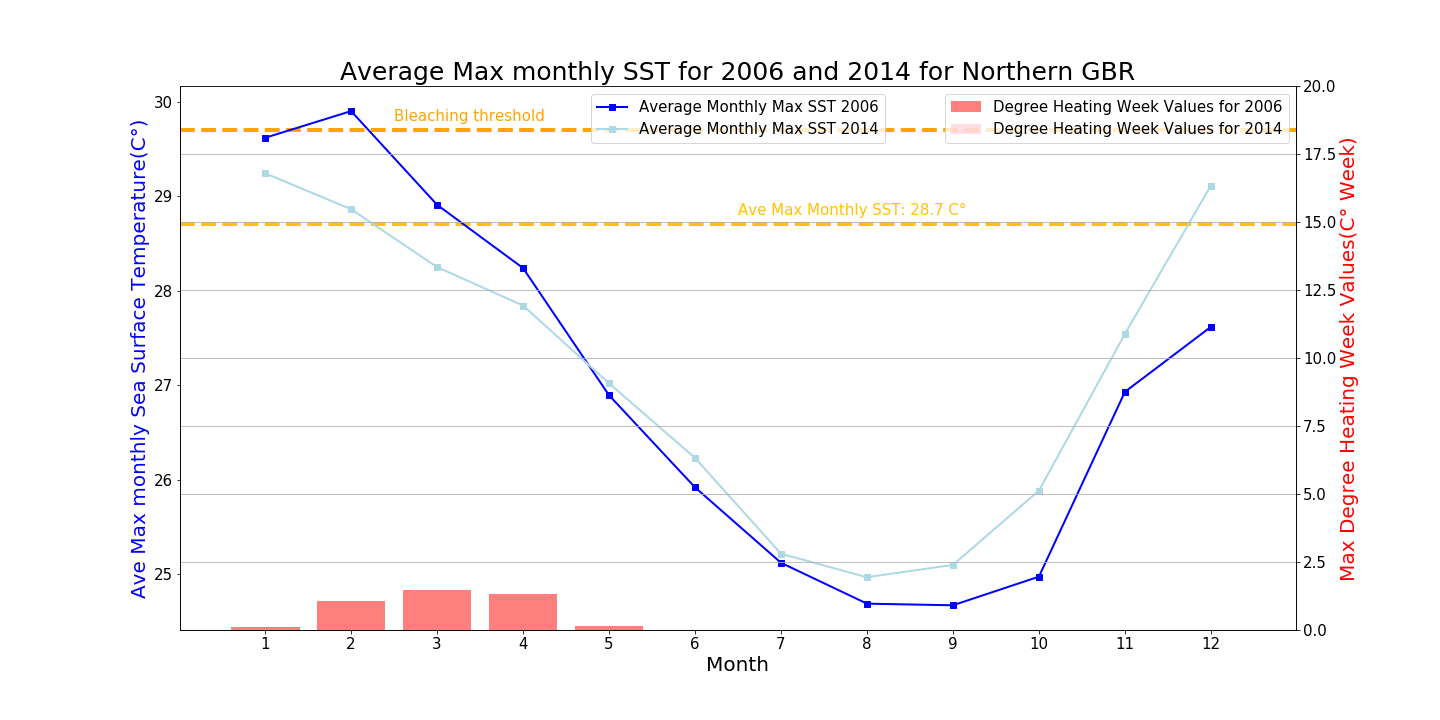 Average Max monthly SST for 2006 and 2014 for Northern GBR
Ave Max monthly Sea Surface Temperature(C°)
30
29
28
27
26
25
Bleaching threshold
Average Monthly Max SST 2006
Average Monthly Max SST 2014
Degree Heating Week Values for 2006
Degree Heating Week Values for 2014
Ave Max Monthly SST: 28.7 C°
20.0
17.5
15.0
12.5
10.0
7.5
5.0
2.5
0.0
Max Degree Heating Week Values(C° Week)
1 2 3 4 5 6 7 8 9 10 11 12
Month